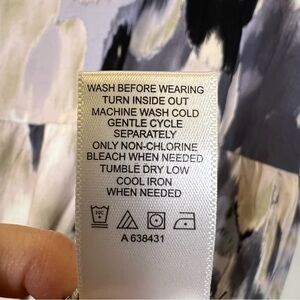 WASH BEFORE WEARING
TURN INSIDE OUT
MACHINE WASH COLD
GENTLE CYCLE
SEPARATELY
ONLY NON-CHLORINE
BLEACH WHEN NEEDED
TUMBLE DRY LOW
COOL IRON
WHEN NEEDED
A 638431